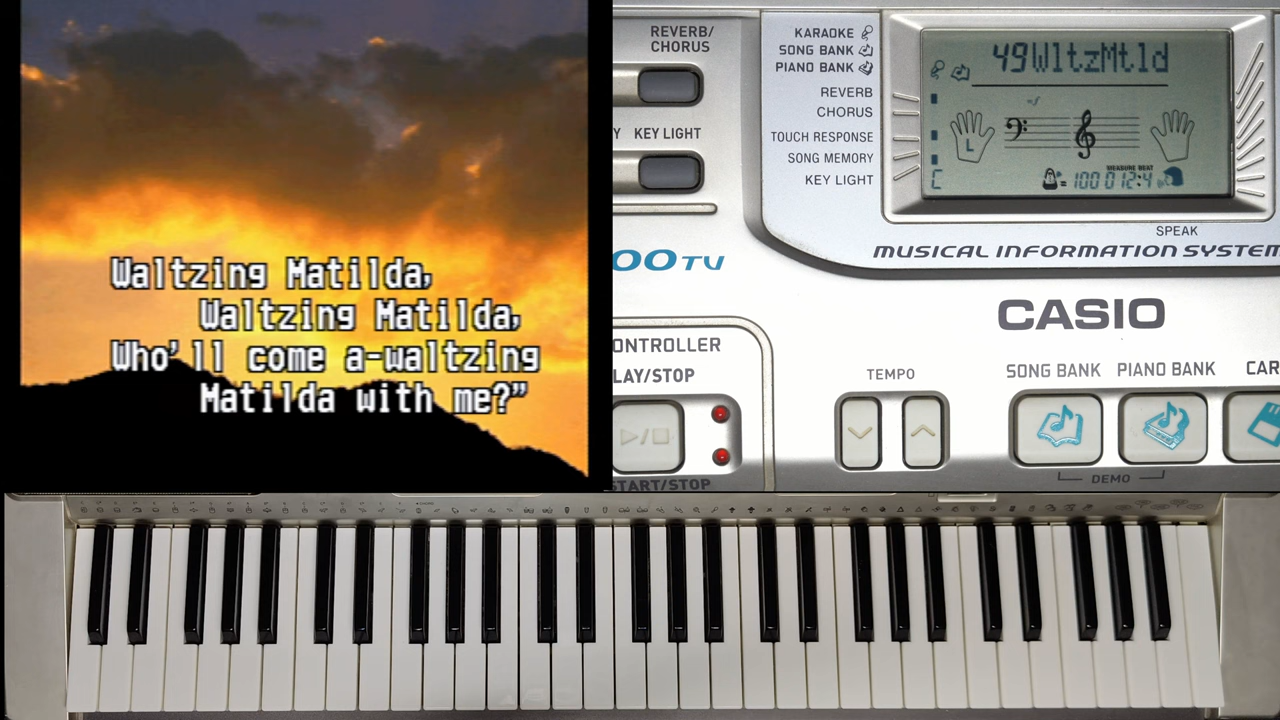 Waltzing Matilda,
Waltzing Matilda,
Who'll come a-waltzing
Matilda with me?”
REVERB/
CHORUS
Y KEY LIGHT
KARAOKE
SONG BANK
PIANO BANK
REVERB
CHORUS
TOUCH RESPONSE
SONG MEMORY
KEY LIGHT
49WltzMtld
L
MEASURE BEAT
= 100 012:4
C
SPEAK
MUSICAL INFORMATION SYSTEM
00TV
CASIO
ONTROLLER
LAY/STOP
START/STOP
TEMPO
SONG BANK PIANO BANK CAR
DEMO